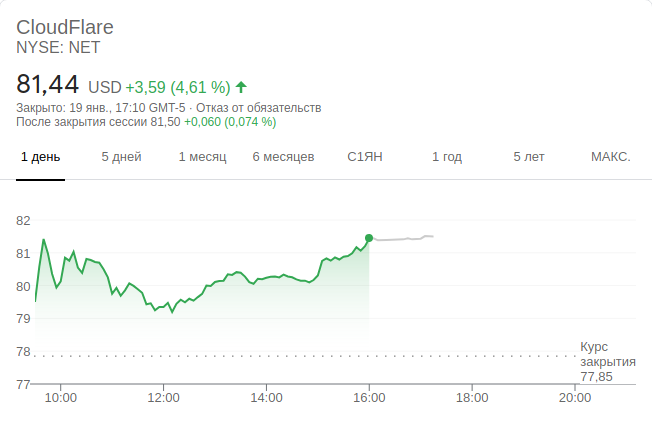 CloudFlare
NYSE: NET
81,44 USD +3,59 (4,61 %)
Закрыто: 19 янв., 17:10 GMT-5 · Отказ от обязательств
После закрытия сессии 81,50 +0,060 (0,074 %)
1 день 5 дней 1 месяц 6 месяцев С1ЯН 1 год 5 лет МАКС.
82
81
80
79
78
77
Курс
закрытия
77,85
10:00 12:00 14:00 16:00 18:00 20:00